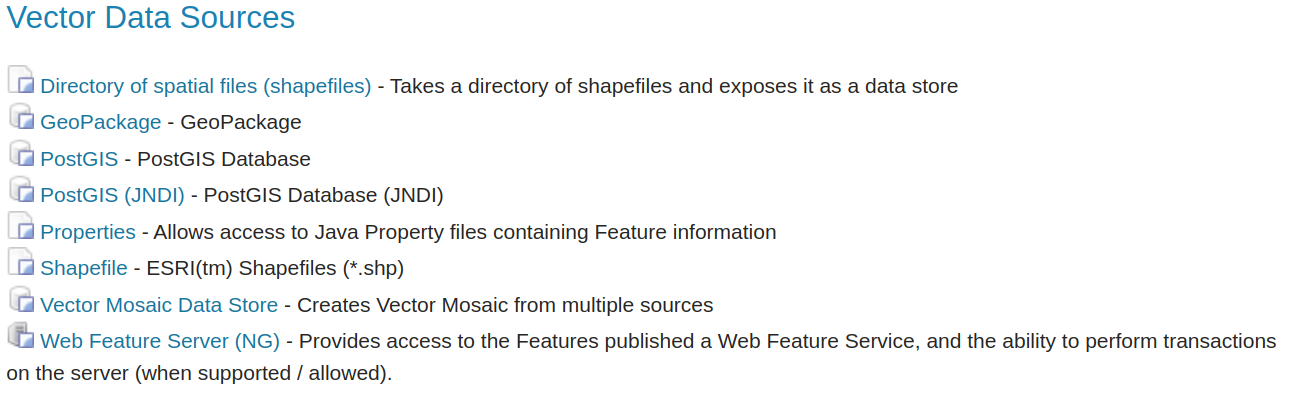 Vector Data Sources
Directory of spatial files (shapefiles) - Takes a directory of shapefiles and exposes it as a data store
GeoPackage - GeoPackage
PostGIS - PostGIS Database
PostGIS (JNDI) - PostGIS Database (JNDI)
Properties - Allows access to Java Property files containing Feature information
Shapefile - ESRI(tm) Shapefiles (*.shp)
Vector Mosaic Data Store - Creates Vector Mosaic from multiple sources
Web Feature Server (NG) - Provides access to the Features published a Web Feature Service, and the ability to perform transactions
on the server (when supported / allowed).